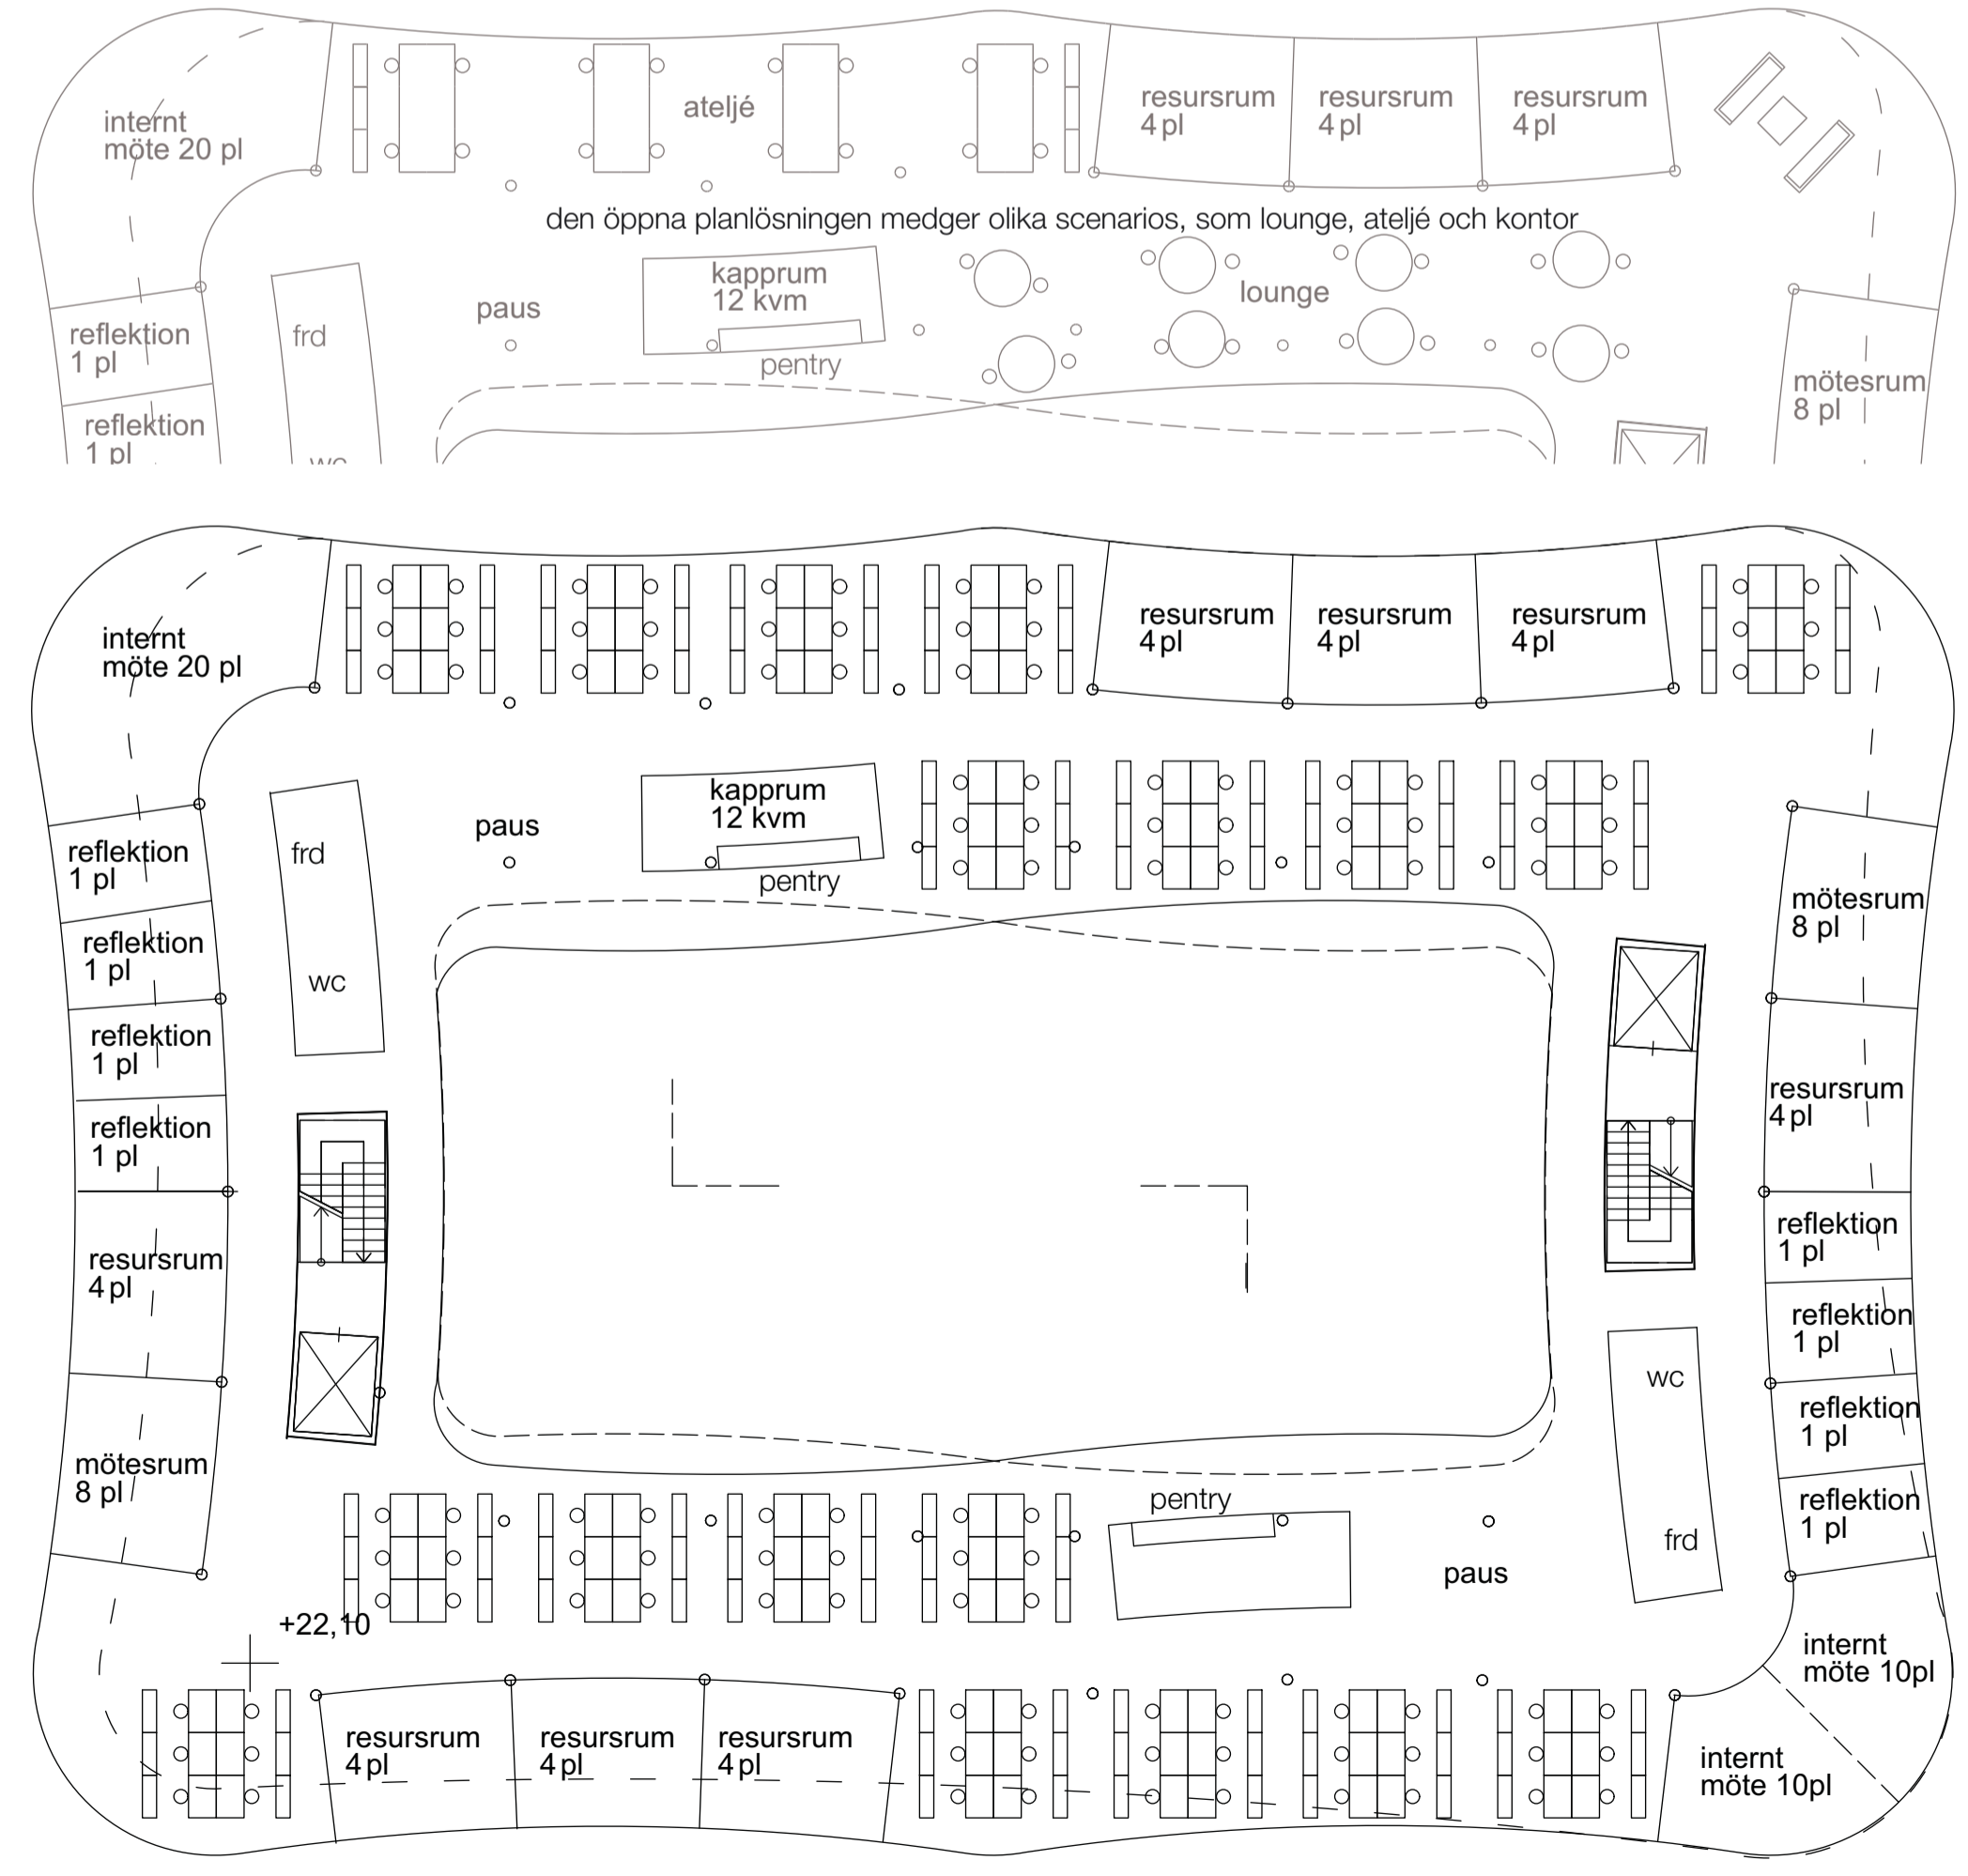 internt
möte 20 pl
ateljé
resursrum
4 pl
resursrum
4 pl
resursrum
4 pl
den öppna planlösningen medger olika scenarios, som lounge, ateljé och kontor
kapprum
12 kvm
lounge
paus
reflektion
1 pl
frd
pentry
mötesrum
8 pl
reflektion
1 pl
wc
internt
möte 20 pl
resursrum
4 pl
resursrum
4 pl
resursrum
4 pl
kapprum
12 kvm
paus
reflektion
1 pl
frd
pentry
mötesrum
8 pl
reflektion
1 pl
wc
reflektion
1 pl
resursrum
4 pl
reflektion
1 pl
reflektion
1 pl
resursrum
4 pl
reflektion
1 pl
wc
reflektion
1 pl
mötesrum
8 pl
pentry
reflektion
1 pl
frd
paus
+22,10
internt
möte 10pl
resursrum
4 pl
resursrum
4 pl
resursrum
4 pl
internt
möte 10pl